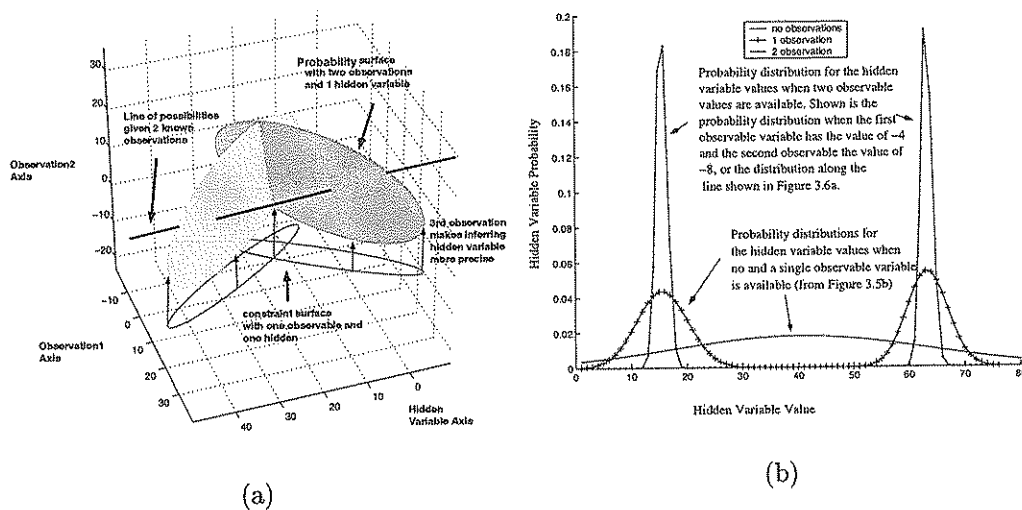 Probability surface
with two observations
and 1 hidden variable
Line of possibilities
given 2 known
observations
Observation2
Axis
30
20
10
0
−10
−20
3rd observation
makes inferring
hidden variable
more precise
constraint surface
with one observable and
one hidden
−10
0
10
20
30
Observation1
Axis
40
30
20
10
0
Hidden
Variable Axis
(a)
0.2
0.18
0.16
0.14
0.12
0.1
0.08
0.06
0.04
0.02
0
Hidden Variable Probability
no observations
1 observation
2 observation
Probability distribution for the hidden
variable values when two observable
values are available. Shown is the
probability distribution when the first
observable variable has the value of −4
and the second observable the value of
−8, or the distribution along the
line shown in Figure 3.6a.
Probability distributions for
the hidden variable values when
no and a single observable variable
is available (from Figure 3.5b)
0 10 20 30 40 50 60 70 80
Hidden Variable Value
(b)